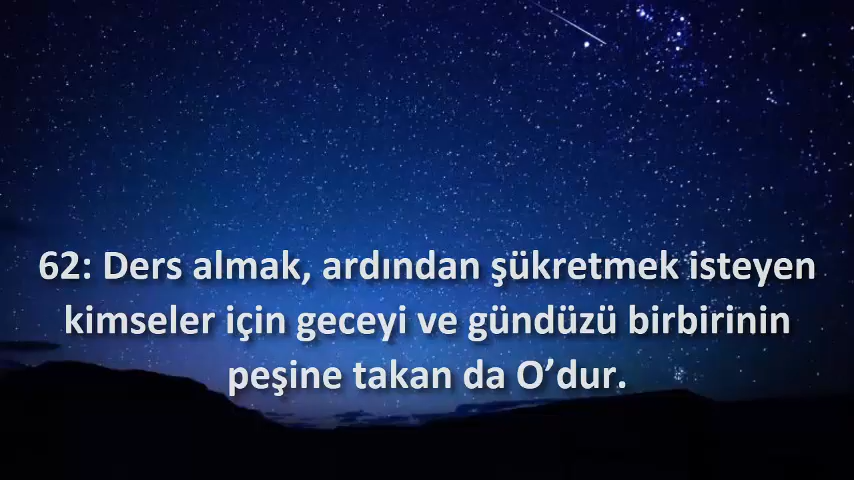 62: Ders almak, ardından şükretmek isteyen
kimseler için geceyi ve gündüzü birbirinin
peşine takan da O’dur.